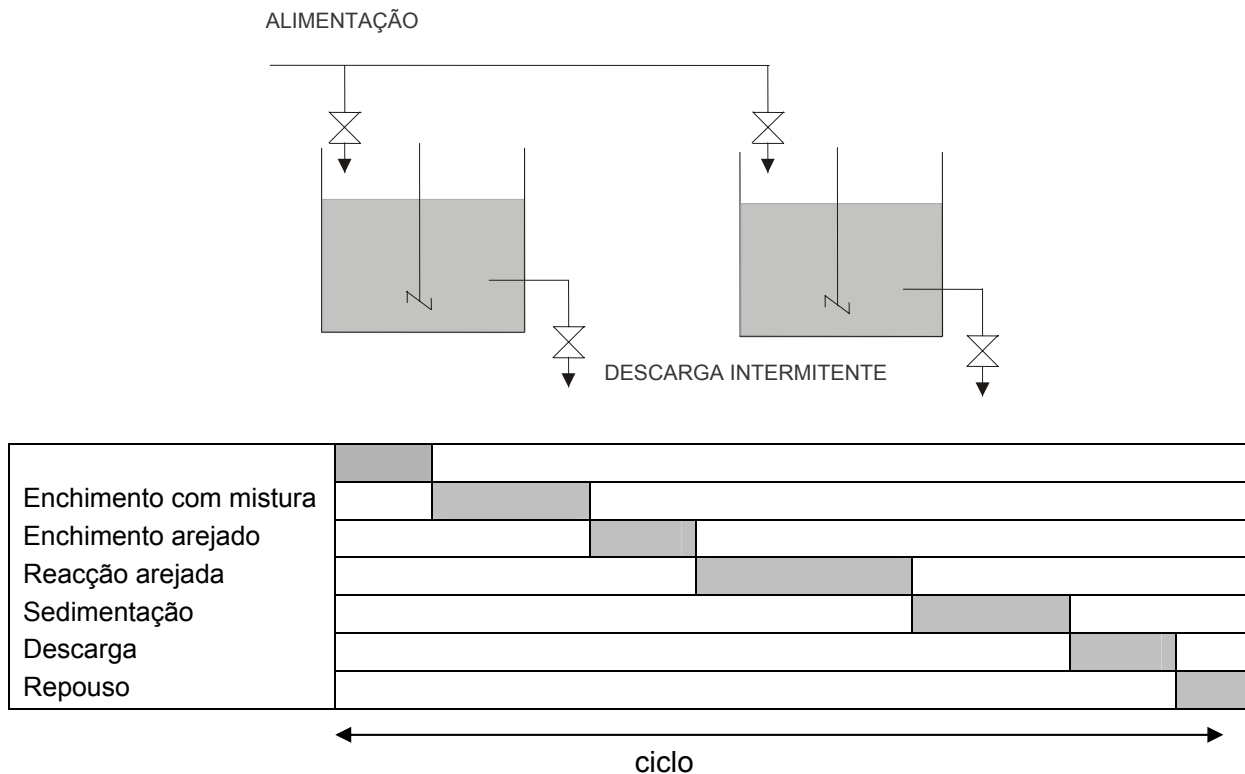 ALIMENTAÇÃO
DESCARGA INTERMITENTE
Enchimento com mistura
Enchimento arejado
Reacção arejada
Sedimentação
Descarga
Repouso
ciclo